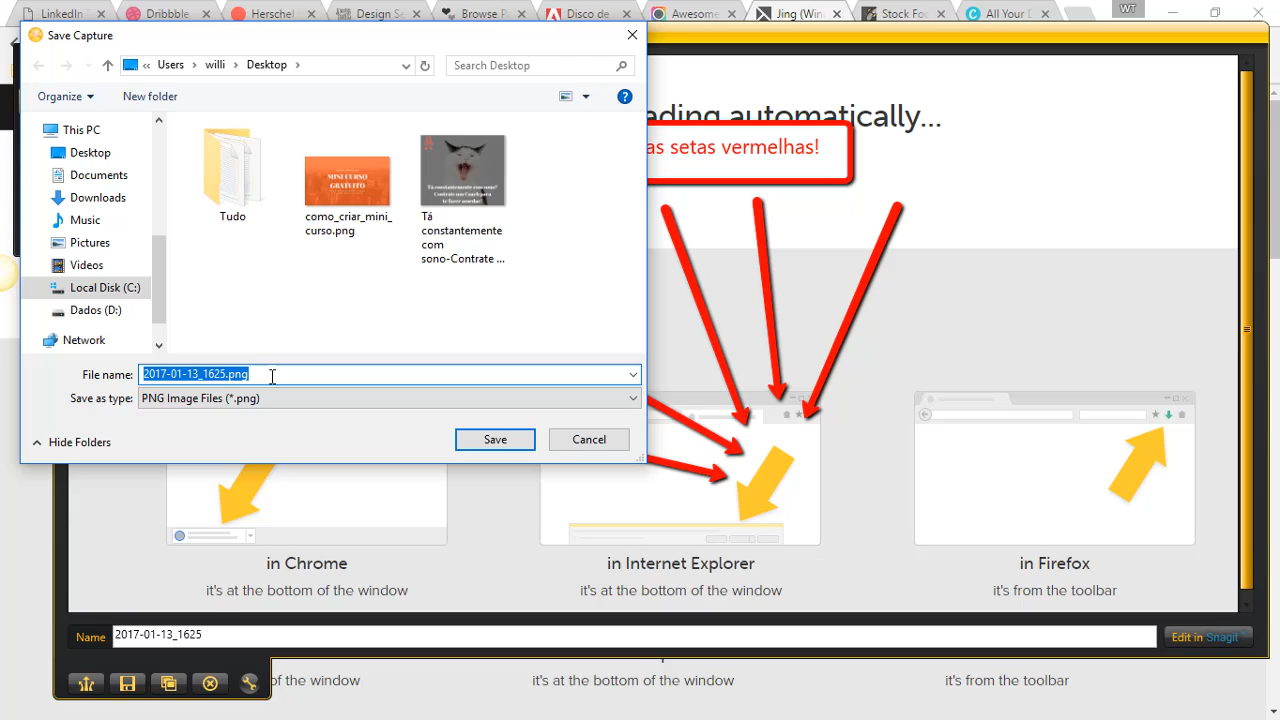 LinkedIn
Dribbble
Herschel
Design S
Browse P
Disco de
Awesome
Jing (Win
Stock Fo
All Your D
WT
Save Capture
Users
willi
Desktop
Search Desktop
Organize
New folder
This PC
Desktop
Documents
Downloads
Music
Pictures
Videos
Local Disk (C:)
Dados (D:)
Network
MINI CURSO
GRATUITO
Tudo
como_criar_mini_
curso.png
Tá
constantemente
com
sono-Contrate ...
File name:
2017-01-13_1625.png
Save as type:
PNG Image Files (*.png)
Hide Folders
Save
Cancel
ading automatically...
as setas vermelhas!
in Chrome
it's at the bottom of the window
in Internet Explorer
it's at the bottom of the window
in Firefox
it's from the toolbar
Name
2017-01-13_1625
Edit in Snagit
of the window
it's at the bottom of the window
it's from the toolbar